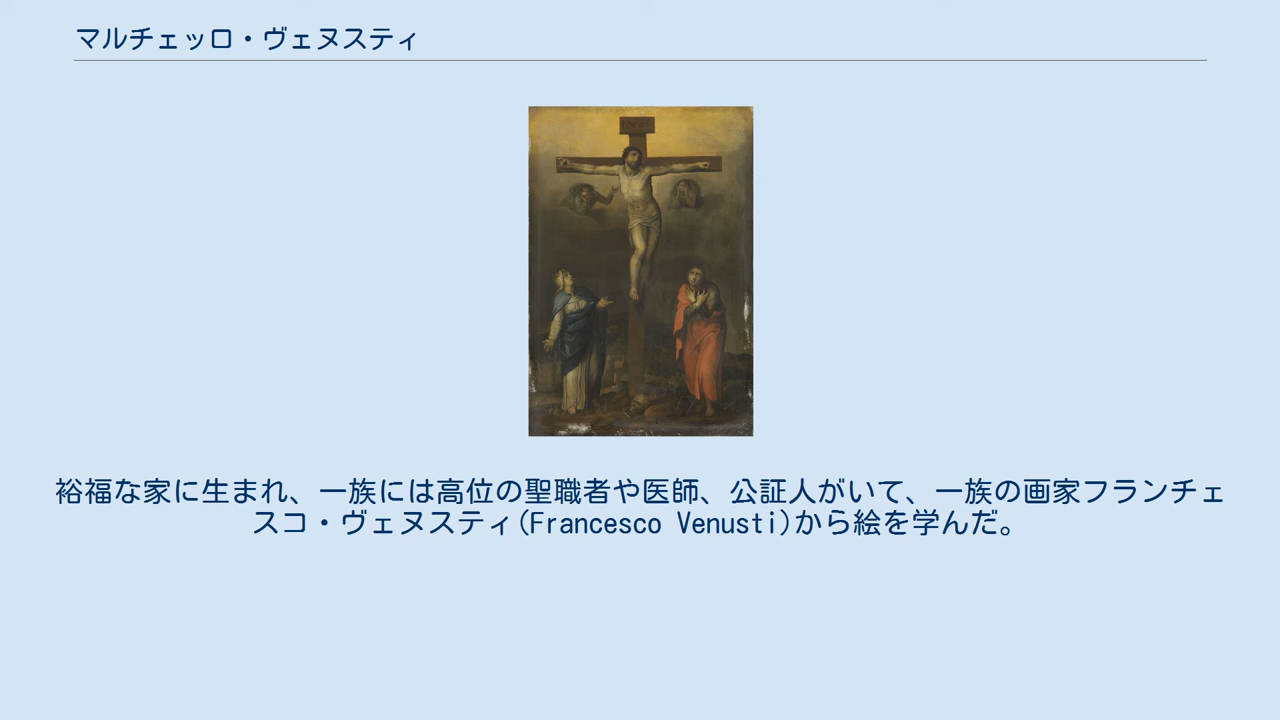 マルチェッロ・ヴェヌスティ
裕福な家に生まれ、一族には高位の聖職者や医師、公証人がいて、一族の画家フランチェ
スコ・ヴェヌスティ(Francesco Venusti)から絵を学んだ。